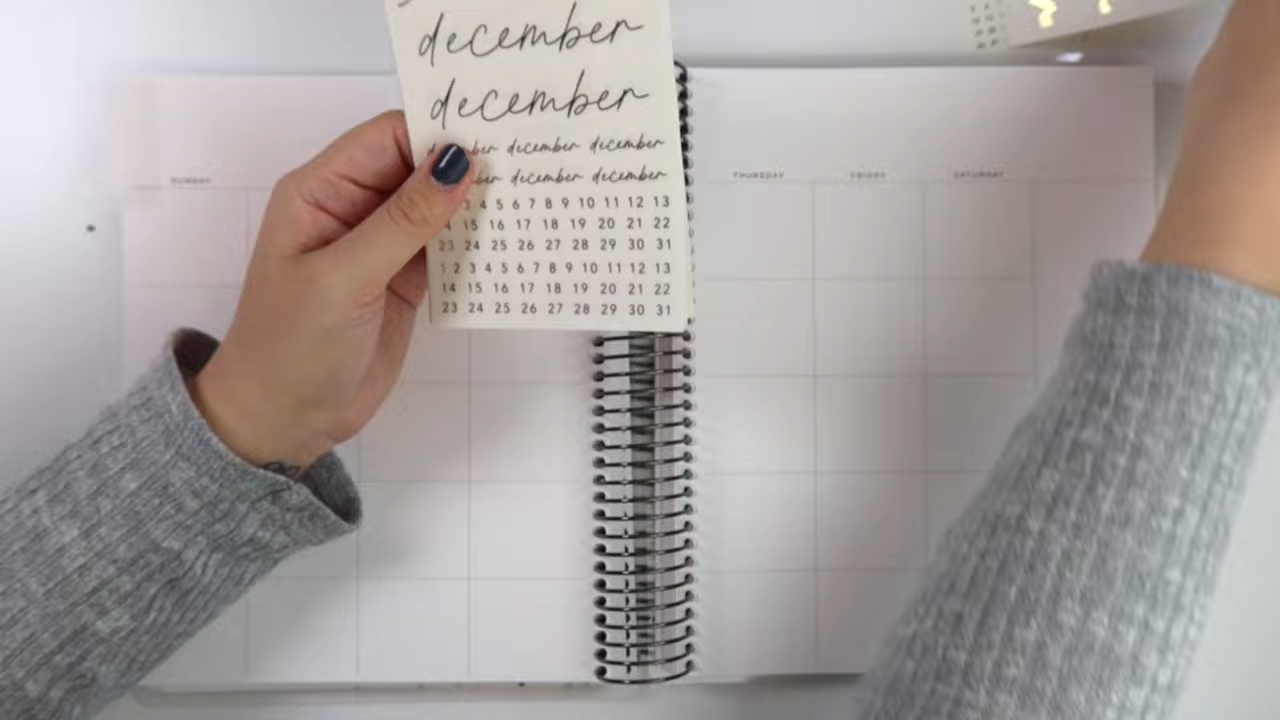 december
december
december december
december december
SUNDAY THURSDAY FRIDAY SATURDAY
3 4 5 6 7 8 9 10 11 12 13
15 16 17 18 19 20 21 22
23 24 25 26 27 28 29 30 31
1 2 3 4 5 6 7 8 9 10 11 12 13
14 15 16 17 18 19 20 21 22
23 24 25 26 27 28 29 30 31